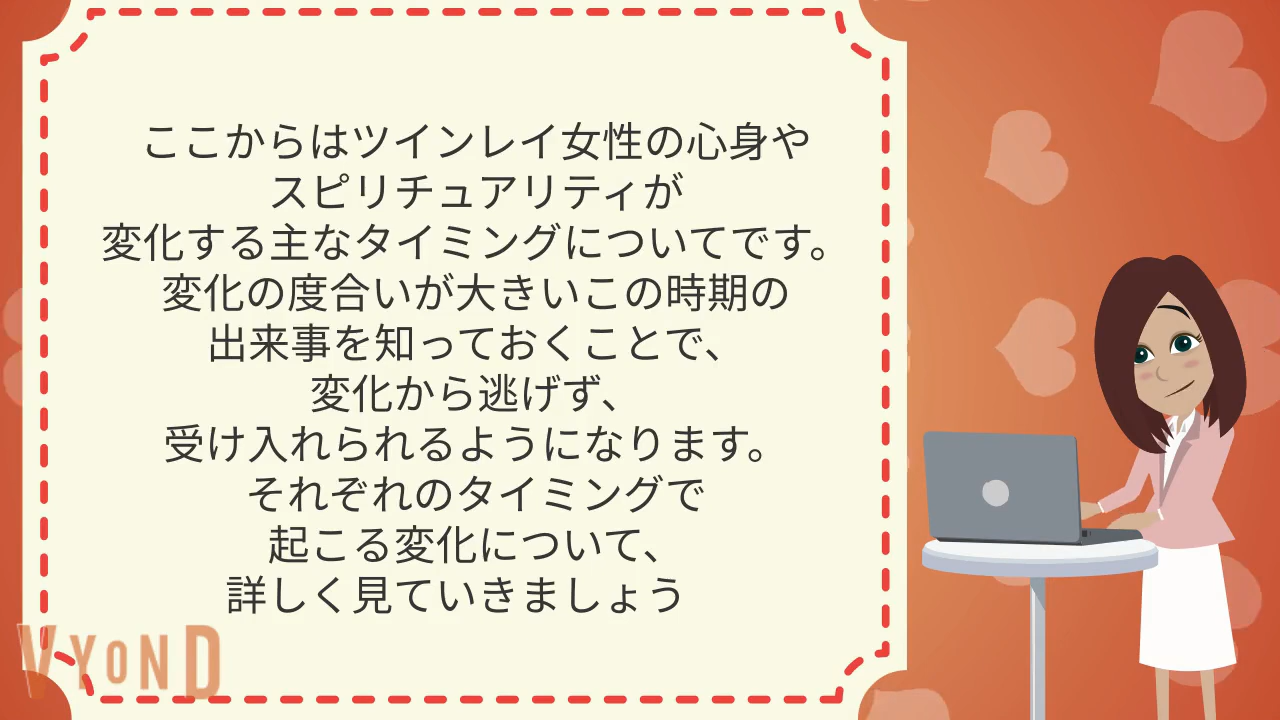 ここからはツインレイ女性の心身や
スピリチュアリティが
変化する主なタイミングについてです。
変化の度合いが大きいこの時期の
出来事を知っておくことで、
変化から逃げず、
受け入れられるようになります。
それぞれのタイミングで
起こる変化について、
詳しく見ていきましょう
VYOND